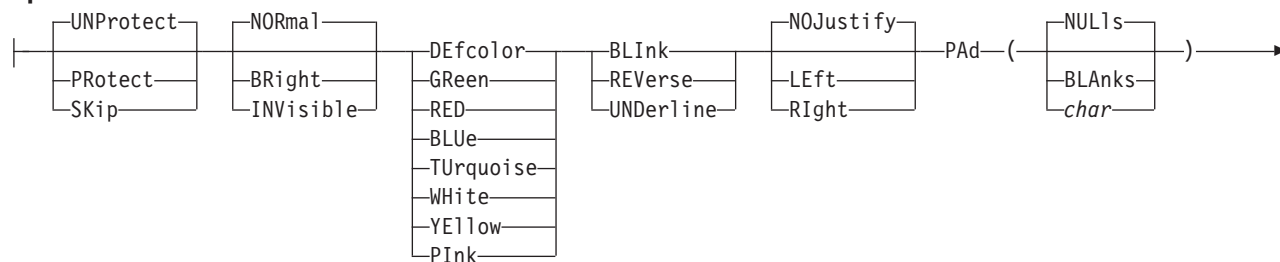 UNProtect NORmal NOJustify NULls
DEfcolor BLInk PAd ( )
PRotect BRight GReen REVerse LEft BLAnks
SKip INVisible RED UNDerline RIght char
BLUe
TUrquoise
WHite
YEllow
PInk